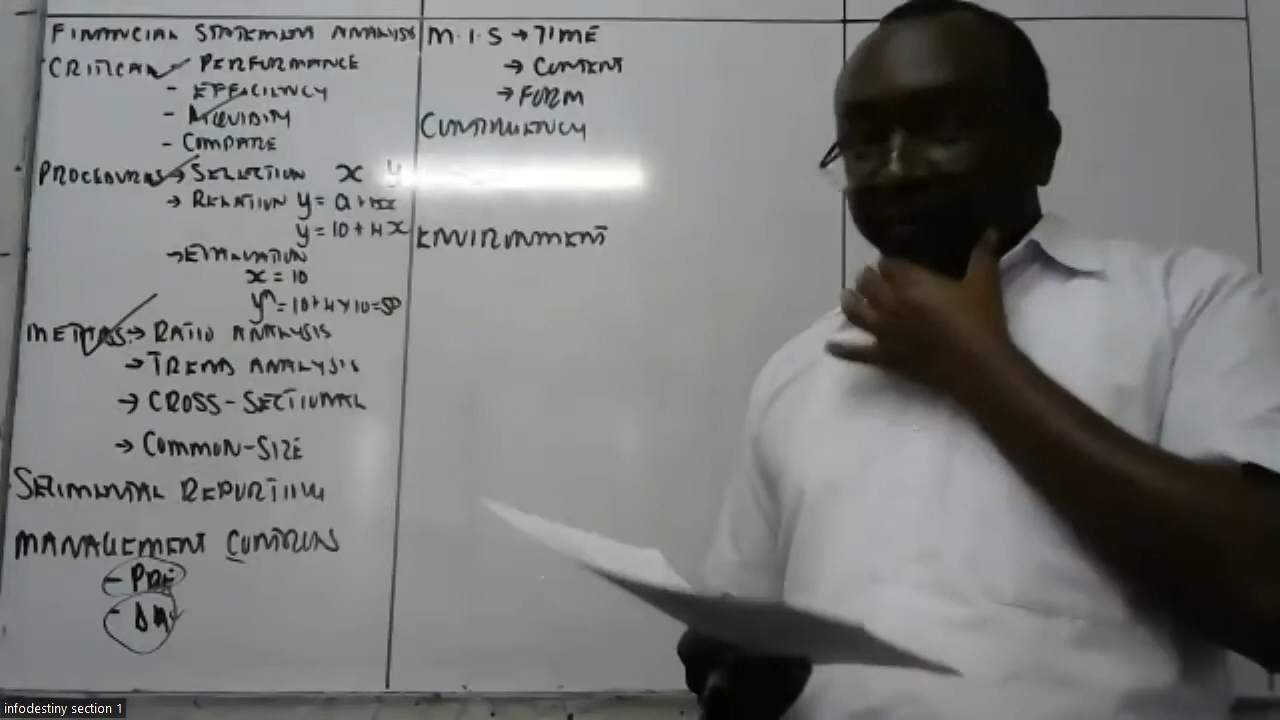 FINANCIAL STATEMENT ANALYSIS
CRITICAL - PERFORMANCE
- EFFICIENCY
- LIQUIDITY
- COMPARE
PROCEDURES → SELECTION x y
→ RELATION y = a + bx
y = 10 + 4x
→ EVALUATION
x = 10
y = 10 + 4 x 10 = 50
METHODS → RATIO ANALYSIS
→ TREND ANALYSIS
→ CROSS-SECTIONAL
→ COMMON-SIZE
SEGMENTAL REPORTING
MANAGEMENT CONTROL
- PRE
M.I.S → TIME
→ CONTENT
→ FORM
CONTINGENCY
ENVIRONMENT
infodestiny section 1